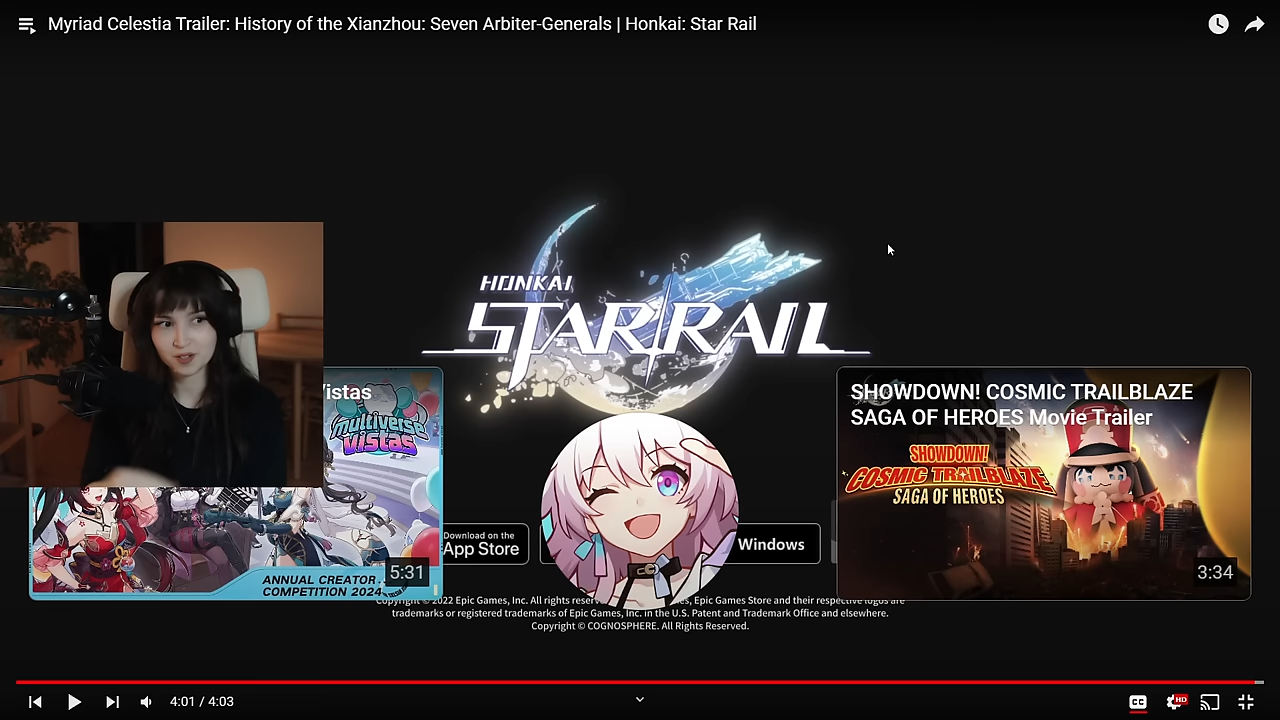 Myriad Celestia Trailer: History of the Xianzhou: Seven Arbiter-Generals | Honkai: Star Rail
HONKAI
STAR RAIL
Vistas
multiverse
vistas
ANNUAL CREATOR
COMPETITION 2024
5:31
Download on the
App Store
Windows
SHOWDOWN! COSMIC TRAILBLAZE
SAGA OF HEROES Movie Trailer
SHOWDOWN!
COSMIC TRAILBLAZE
SAGA OF HEROES
3:34
Copyright © 2022 Epic Games, Inc. All rights Epic Games Store and their respective logos are
trademarks or registered trademarks of Epic Games, Inc. in the U.S. Patent and Trademark Office and elsewhere.
Copyright © COGNOSPHERE. All Rights Reserved.
4:01 / 4:03
CC
HD